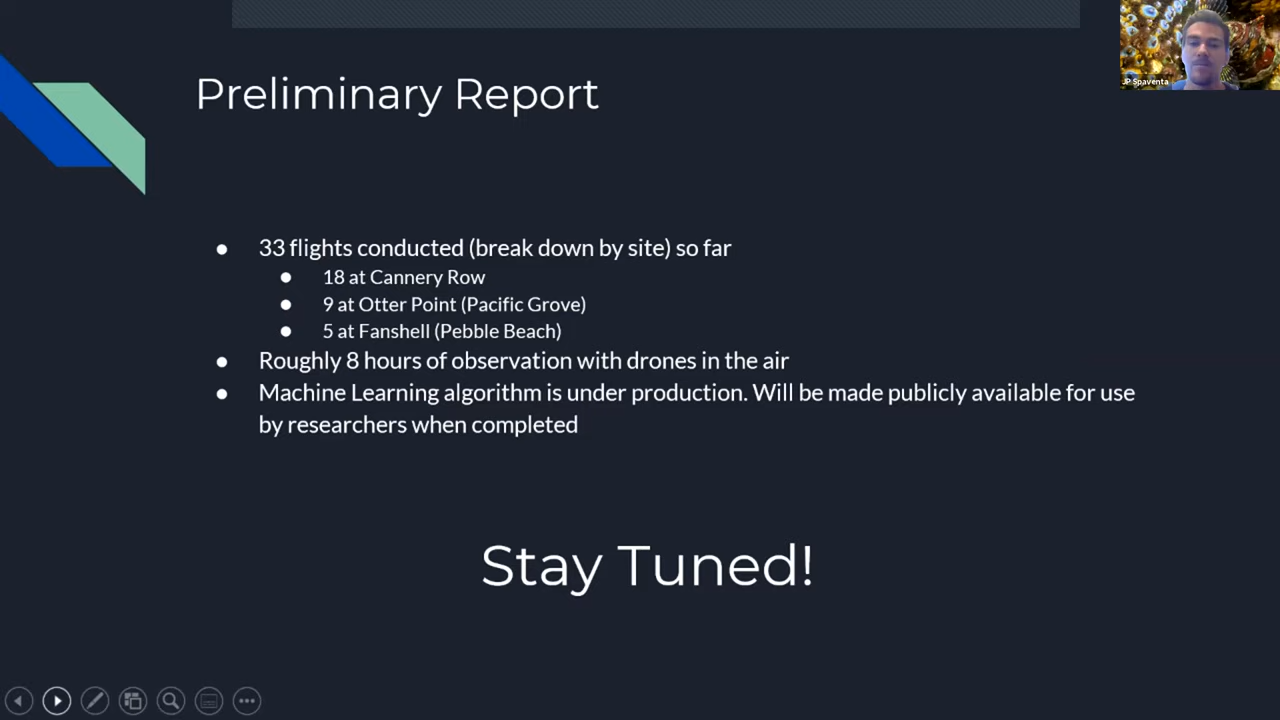 JP Spaventa
Preliminary Report
● 33 flights conducted (break down by site) so far
● 18 at Cannery Row
● 9 at Otter Point (Pacific Grove)
● 5 at Fanshell (Pebble Beach)
● Roughly 8 hours of observation with drones in the air
● Machine Learning algorithm is under production. Will be made publicly available for use
by researchers when completed
Stay Tuned!